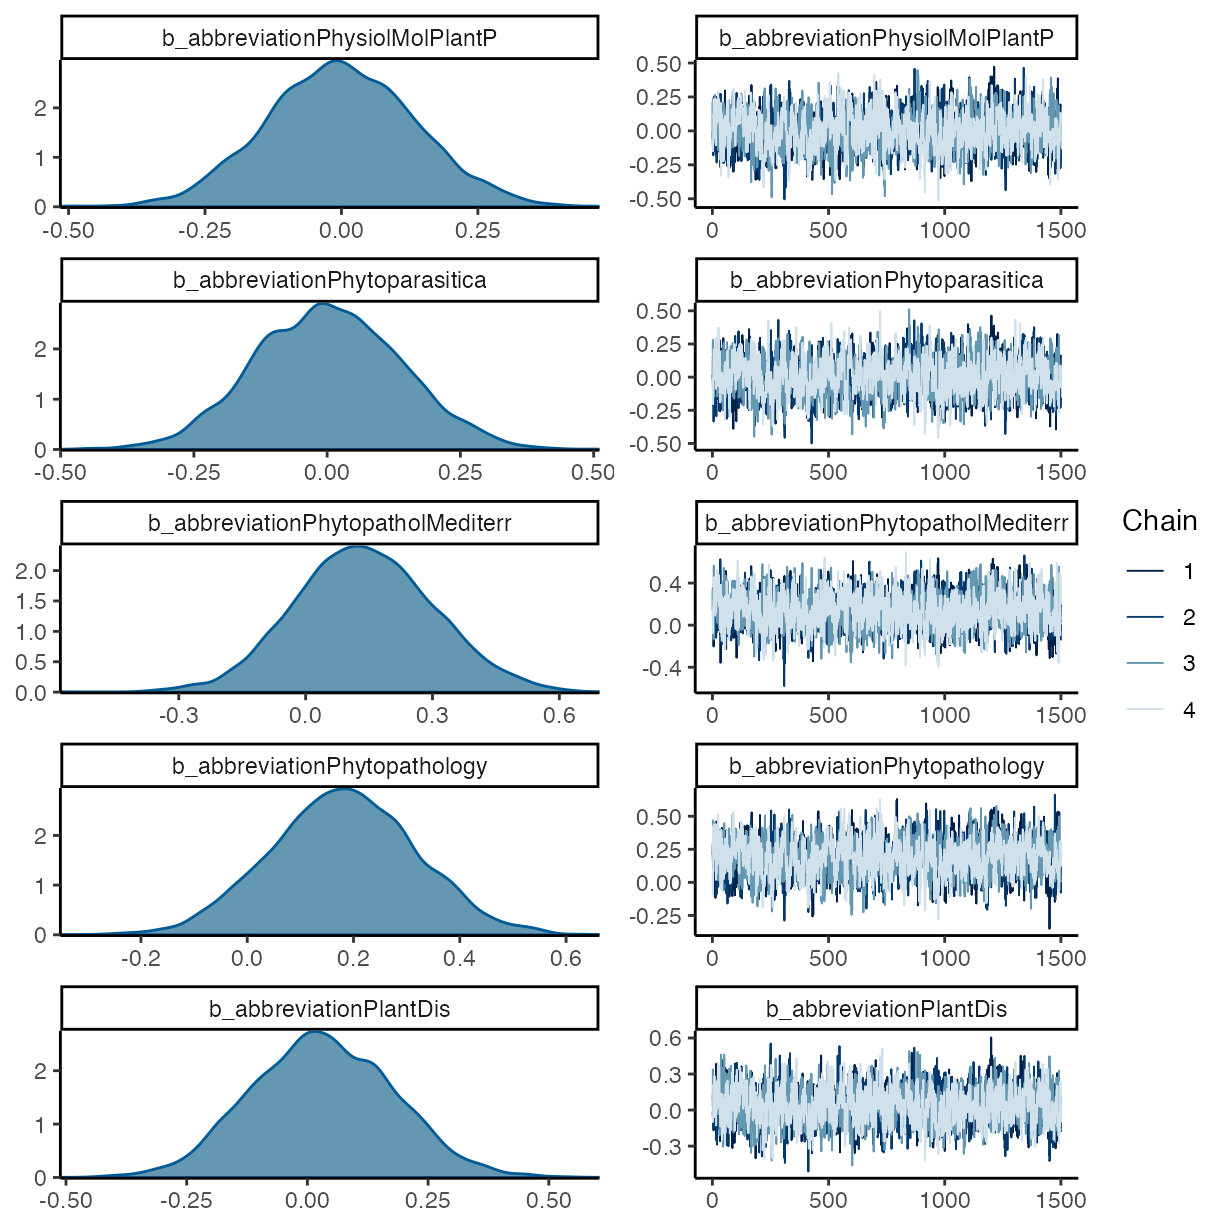 b_abbreviationPhysiolMolPlantP
2
1
0
-0.50 -0.25 0.00 0.25
b_abbreviationPhysiolMolPlantP
0.50
0.25
0.00
-0.25
-0.50
0 500 1000 1500
b_abbreviationPhytoparasitica
2
1
0
-0.50 -0.25 0.00 0.25 0.50
b_abbreviationPhytoparasitica
0.50
0.25
0.00
-0.25
-0.50
0 500 1000 1500
b_abbreviationPhytopatholMediterr
2.0
1.5
1.0
0.5
0.0
-0.3 0.0 0.3 0.6
b_abbreviationPhytopatholMediterr
0.4
0.0
-0.4
0 500 1000 1500
b_abbreviationPhytopathology
2
1
0
-0.2 0.0 0.2 0.4 0.6
b_abbreviationPhytopathology
0.50
0.25
0.00
-0.25
0 500 1000 1500
b_abbreviationPlantDis
2
1
0
-0.50 -0.25 0.00 0.25 0.50
b_abbreviationPlantDis
0.6
0.3
0.0
-0.3
0 500 1000 1500
Chain
1
2
3
4